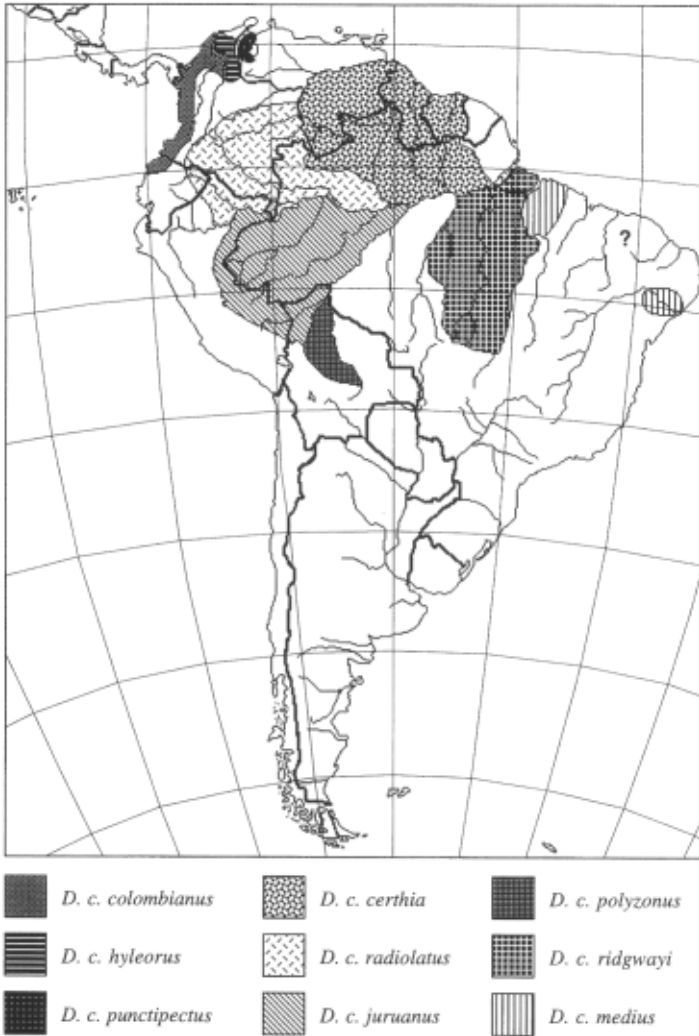 ?
D. c. colombianus
D. c. certhia
D. c. polyzonus
D. c. hyleorus
D. c. radiolatus
D. c. ridgwayi
D. c. punctipectus
D. c. juruanus
D. c. medius